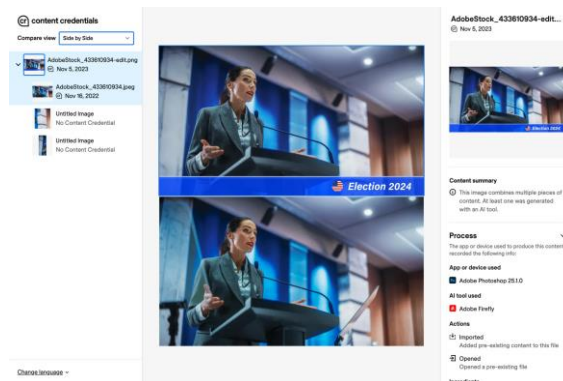 cr content credentials
Compare view Side by Side
AdobeStock_433610934-edit.png
Nov 5, 2023
AdobeStock_433610934.jpeg
Nov 16, 2022
Untitled Image
No Content Credential
Untitled Image
No Content Credential
Change language
Election 2024
AdobeStock_433610934-edit...
Nov 5, 2023
Election 2024
Content summary
This image combines multiple pieces of
content. At least one was generated
with an AI tool.
Process
The app or device used to produce this content
recorded the following info:
App or device used
Adobe Photoshop 25.1.0
AI tool used
Adobe Firefly
Actions
Imported
Added pre-existing content to this file
Opened
Opened a pre-existing file
Ingredients